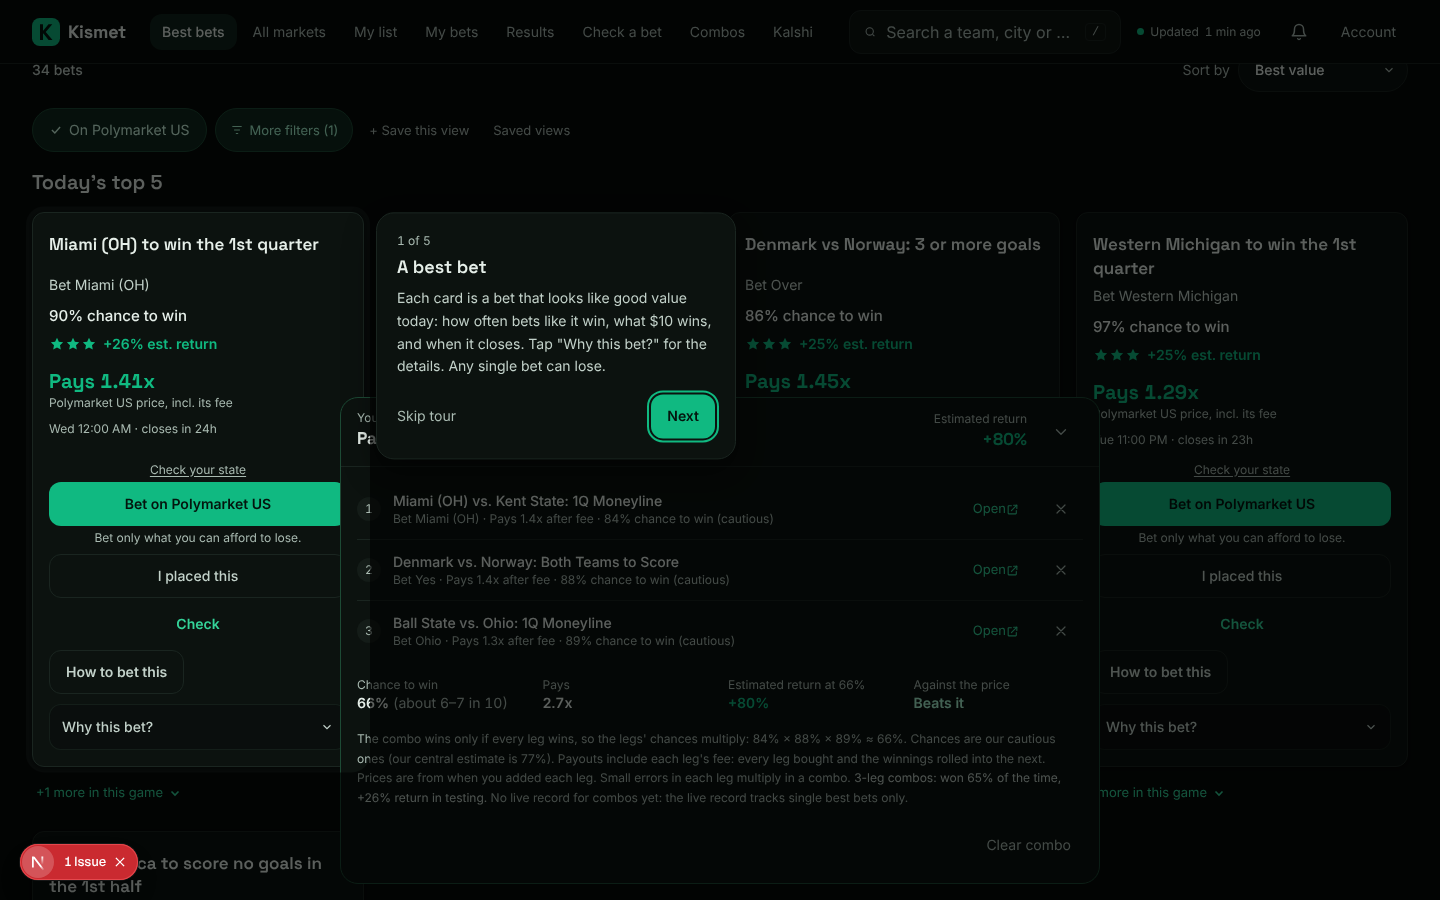 Kismet
Best bets
All markets
My list
My bets
Results
Check a bet
Combos
Kalshi
Search a team, city or ...
/
Updated 1 min ago
Account
34 bets
Sort by
Best value
On Polymarket US
More filters (1)
+ Save this view
Saved views
Today's top 5
Miami (OH) to win the 1st quarter
Bet Miami (OH)
90% chance to win
★★★ +26% est. return
Pays 1.41x
Polymarket US price, incl. its fee
Wed 12:00 AM · closes in 24h
Check your state
Bet on Polymarket US
Bet only what you can afford to lose.
I placed this
Check
How to bet this
Why this bet?
+1 more in this game
1 of 5
A best bet
Each card is a bet that looks like good value
today: how often bets like it win, what $10 wins,
and when it closes. Tap "Why this bet?" for the
details. Any single bet can lose.
Skip tour
Next
Denmark vs Norway: 3 or more goals
Bet Over
86% chance to win
★★★ +25% est. return
Pays 1.45x
Western Michigan to win the 1st
quarter
Bet Western Michigan
97% chance to win
★★★ +25% est. return
Pays 1.29x
olymarket US price, incl. its fee
ue 11:00 PM · closes in 23h
Check your state
Bet on Polymarket US
Bet only what you can afford to lose.
I placed this
Check
How to bet this
Why this bet?
more in this game
Estimated return
+80%
1
Miami (OH) vs. Kent State: 1Q Moneyline
Bet Miami (OH) · Pays 1.4x after fee · 84% chance to win (cautious)
Open
2
Denmark vs. Norway: Both Teams to Score
Bet Yes · Pays 1.4x after fee · 88% chance to win (cautious)
Open
3
Ball State vs. Ohio: 1Q Moneyline
Bet Ohio · Pays 1.3x after fee · 89% chance to win (cautious)
Open
Chance to win
66% (about 6–7 in 10)
Pays
2.7x
Estimated return at 66%
+80%
Against the price
Beats it
The combo wins only if every leg wins, so the legs' chances multiply: 84% × 88% × 89% ≈ 66%. Chances are our cautious
ones (our central estimate is 77%). Payouts include each leg's fee: every leg bought and the winnings rolled into the next.
Prices are from when you added each leg. Small errors in each leg multiply in a combo. 3-leg combos: won 65% of the time,
+26% return in testing. No live record for combos yet: the live record tracks single best bets only.
Clear combo
ca to score no goals in
the 1st half
N
1 Issue